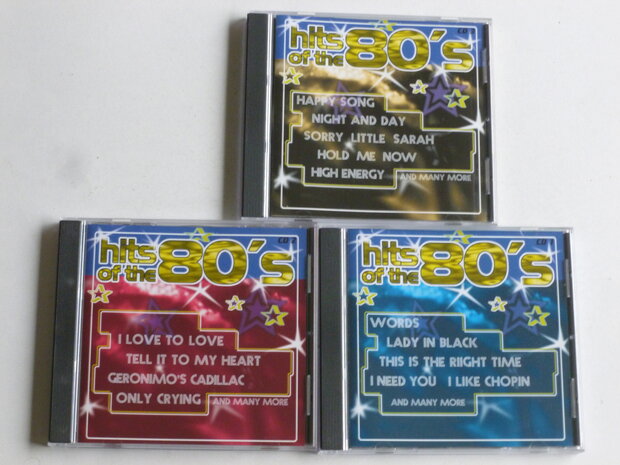 hits
of the 80's
HAPPY SONG
NIGHT AND DAY
SORRY LITTLE SARAH
HOLD ME NOW
HIGH ENERGY AND MANY MORE
hits
of the 80's
CD 2
I LOVE TO LOVE
TELL IT TO MY HEART
GERONIMO'S CADILLAC
ONLY CRYING AND MANY MORE
hits
of the 80's
WORDS
LADY IN BLACK
THIS IS THE RIIGHT TIME
I NEED YOU I LIKE CHOPIN
AND MANY MORE